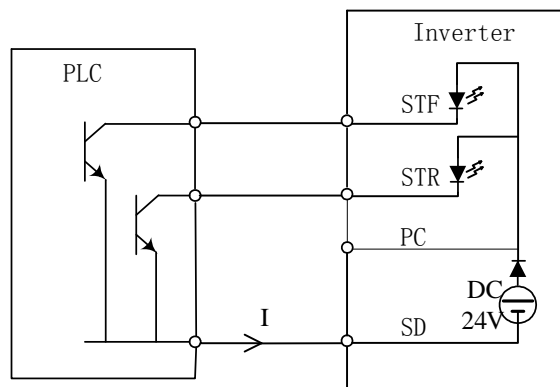 Inverter
PLC
STF
STR
PC
DC
24V
I
SD